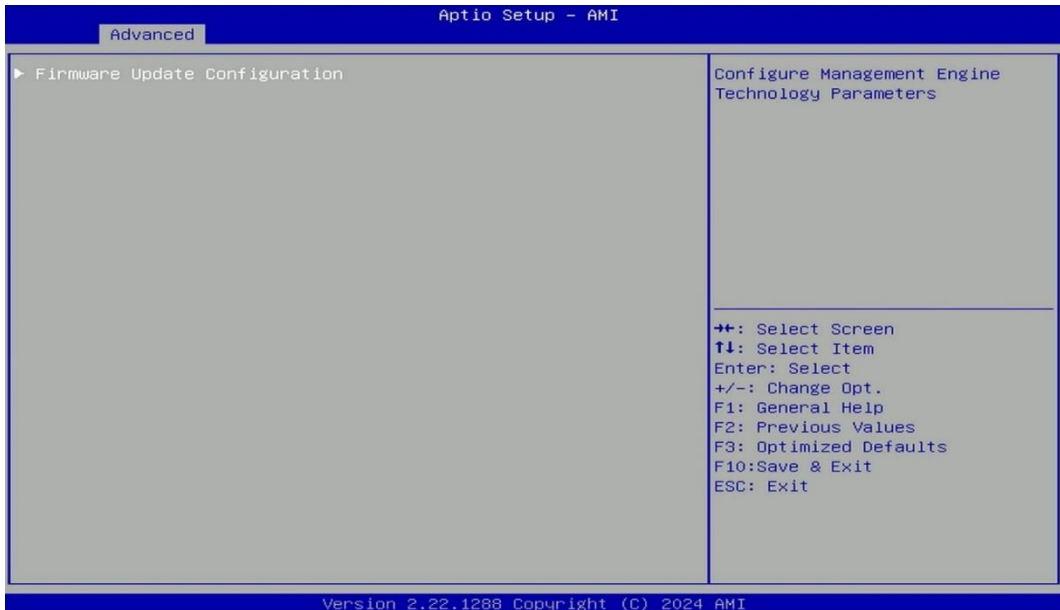 Aptio Setup – AMI
Advanced
▶ Firmware Update Configuration
Configure Management Engine
Technology Parameters
→←: Select Screen
↑↓: Select Item
Enter: Select
+/-: Change Opt.
F1: General Help
F2: Previous Values
F3: Optimized Defaults
F10:Save & Exit
ESC: Exit
Version 2.22.1288 Copyright (C) 2024 AMI